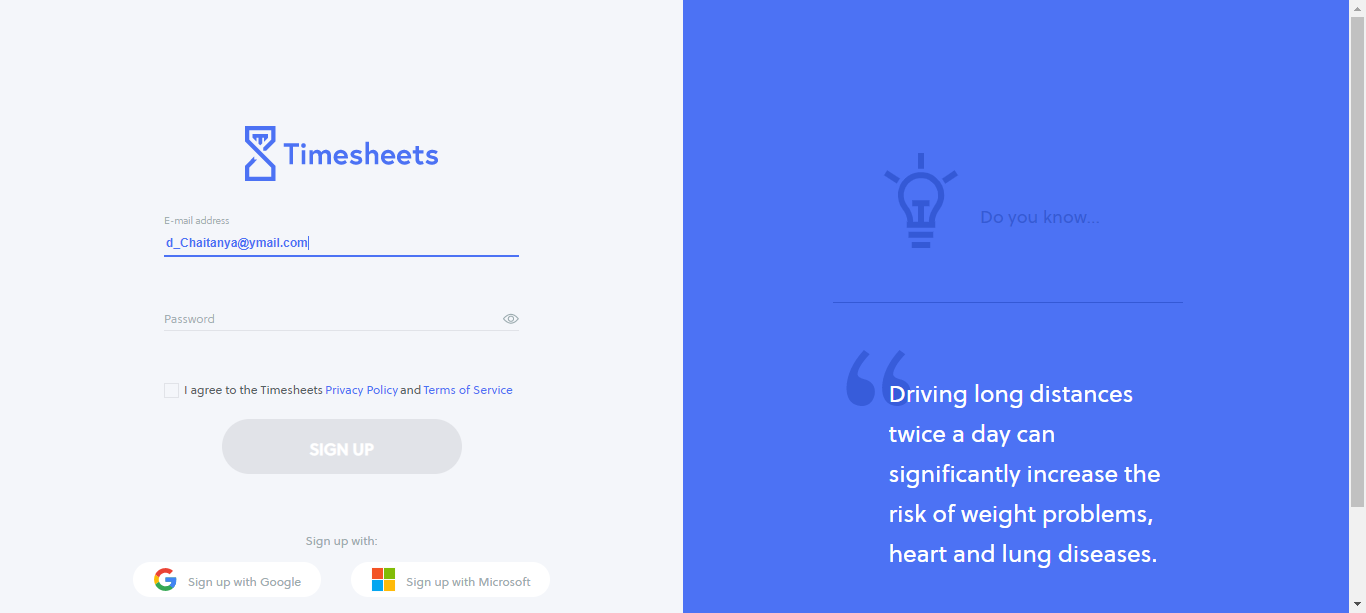 Timesheets
E-mail address
d_Chaitanya@ymail.com
Password
I agree to the Timesheets Privacy Policy and Terms of Service
SIGN UP
Sign up with:
Sign up with Google
Sign up with Microsoft
Do you know...
“
Driving long distances
twice a day can
significantly increase the
risk of weight problems,
heart and lung diseases.